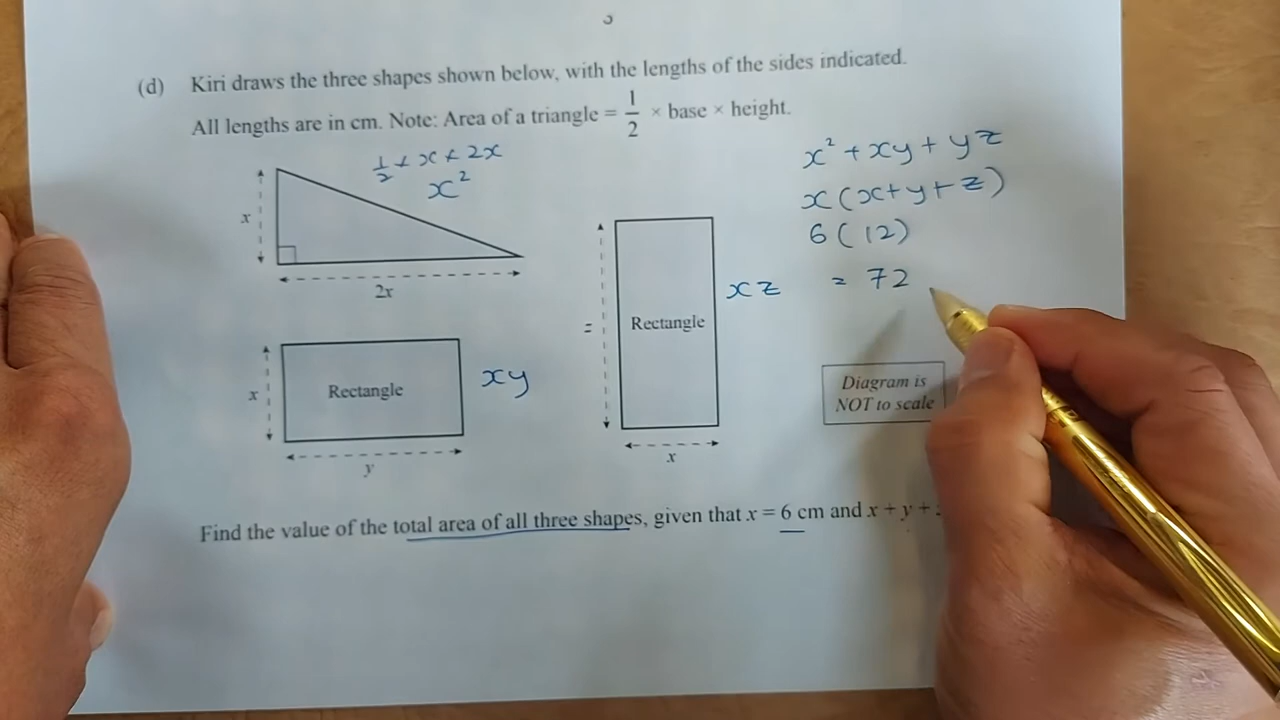 (d) Kiri draws the three shapes shown below, with the lengths of the sides indicated.
All lengths are in cm. Note: Area of a triangle = 1/2 × base × height.
1/2 × x × 2x
x²
x
2x
x² + xy + yz
x(x+y+z)
6(12)
= 72
z
Rectangle
xz
x
x
Rectangle
xy
y
Diagram is
NOT to scale
Find the value of the total area of all three shapes, given that x = 6 cm and x + y +